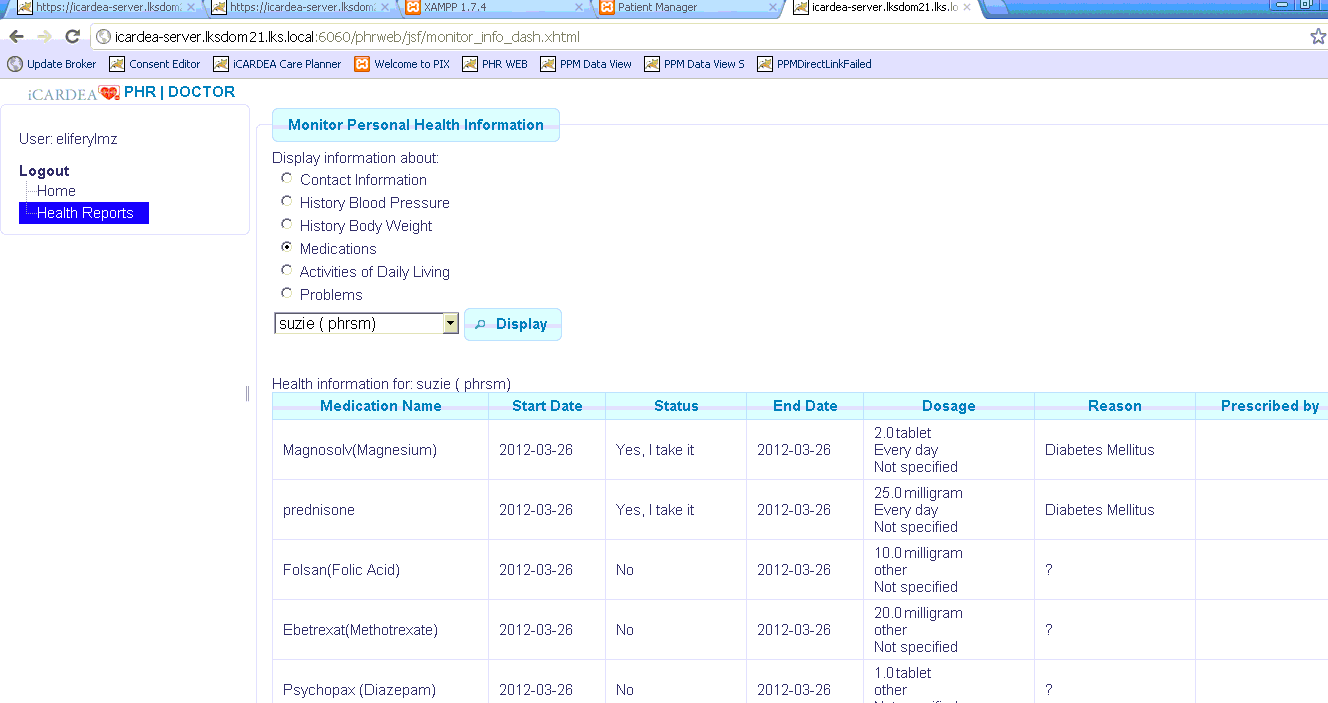 https://icardea-server.lksdom2 https://icardea-server.lksdom2 XAMPP 1.7.4 Patient Manager icardea-server.lksdom21.lks.lo
icardea-server.lksdom21.lks.local:6060/phrweb/jsf/monitor_info_dash.xhtml
Update Broker Consent Editor iCARDEA Care Planner Welcome to PIX PHR WEB PPM Data View PPM Data View S PPMDirectLinkFailed
iCARDEA PHR | DOCTOR
User: eliferylmz
Logout
Home
Health Reports
Monitor Personal Health Information
Display information about:
Contact Information
History Blood Pressure
History Body Weight
Medications
Activities of Daily Living
Problems
suzie ( phrsm) Display
Health information for: suzie ( phrsm)
Medication Name Start Date Status End Date Dosage Reason Prescribed by
Magnosolv(Magnesium) 2012-03-26 Yes, I take it 2012-03-26 2.0 tablet
Every day
Not specified
Diabetes Mellitus
prednisone 2012-03-26 Yes, I take it 2012-03-26 25.0 milligram
Every day
Not specified
Diabetes Mellitus
Folsan(Folic Acid) 2012-03-26 No 2012-03-26 10.0 milligram
other
Not specified
?
Ebetrexat(Methotrexate) 2012-03-26 No 2012-03-26 20.0 milligram
other
Not specified
?
Psychopax (Diazepam) 2012-03-26 No 2012-03-26 1.0 tablet
other
?